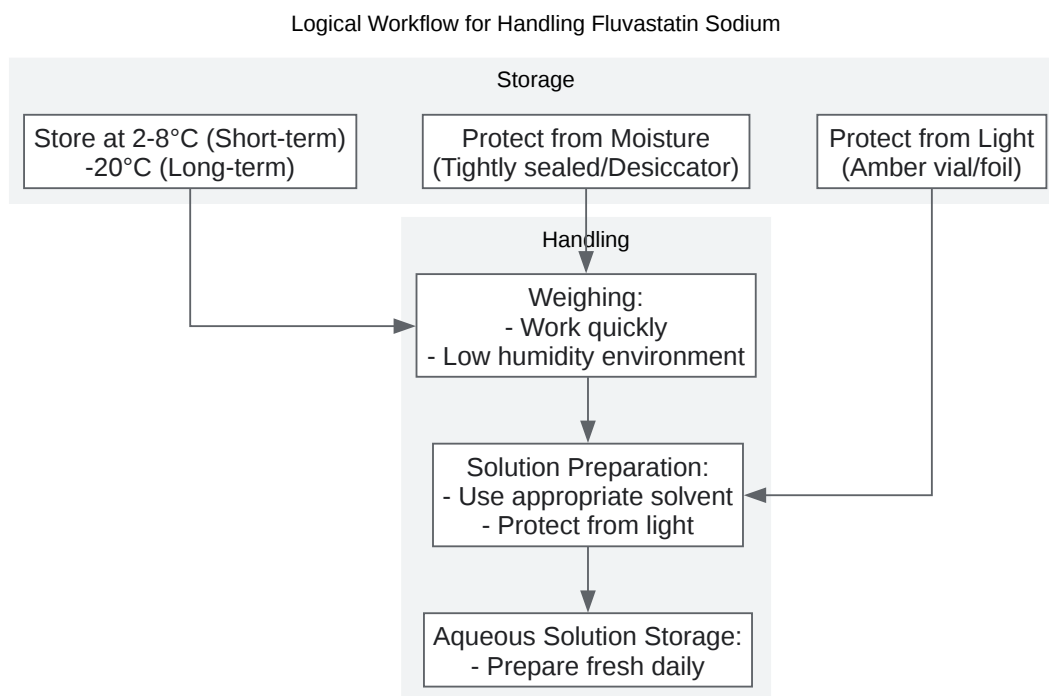 Logical Workflow for Handling Fluvastatin Sodium
Storage
Store at 2-8°C (Short-term)
-20°C (Long-term)
Protect from Moisture
(Tightly sealed/Desiccator)
Protect from Light
(Amber vial/foil)
Handling
Weighing:
- Work quickly
- Low humidity environment
Solution Preparation:
- Use appropriate solvent
- Protect from light
Aqueous Solution Storage:
- Prepare fresh daily